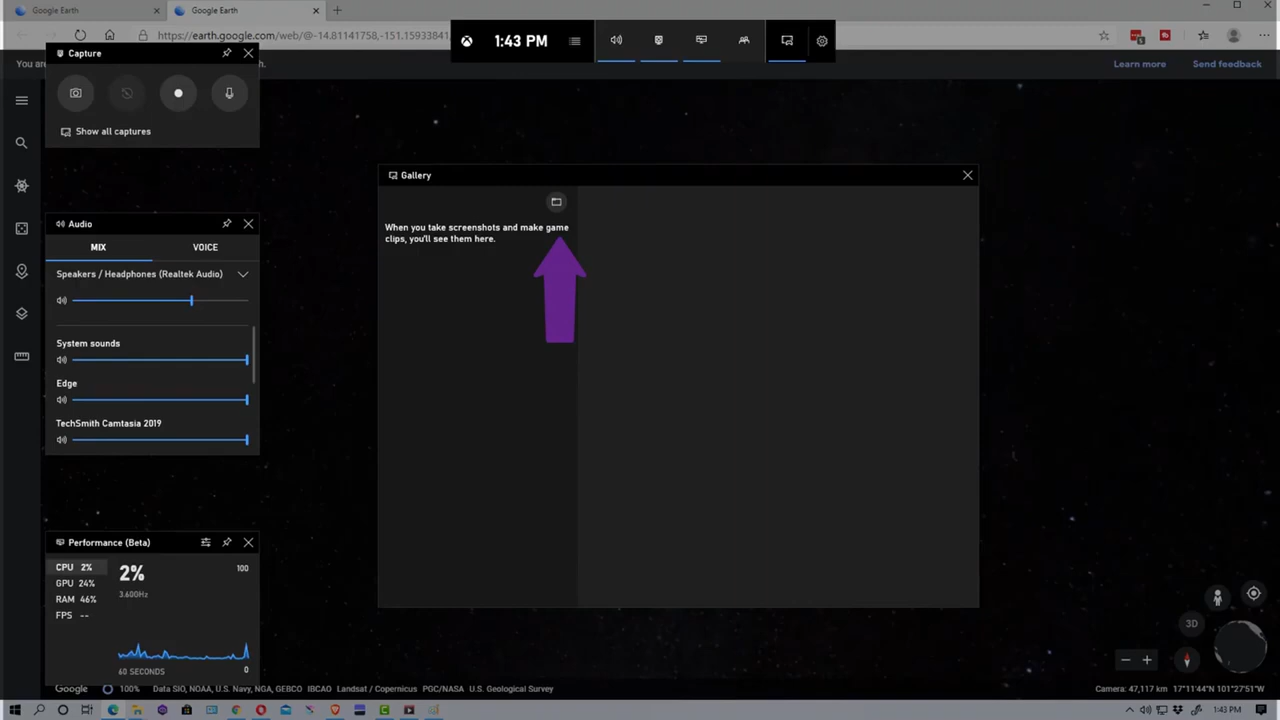 Google Earth
Google Earth
https://earth.google.com/web/@-14.81141758,-151.15933841,
1:43 PM
You are
h.
Learn more
Send feedback
Capture
Show all captures
Gallery
When you take screenshots and make game
clips, you'll see them here.
Audio
MIX
VOICE
Speakers / Headphones (Realtek Audio)
System sounds
Edge
TechSmith Camtasia 2019
Performance (Beta)
CPU 2%
GPU 24%
RAM 46%
FPS --
2%
3.60GHz
100
60 SECONDS
0
3D
Google
100%
Data SIO, NOAA, U.S. Navy, NGA, GEBCO IBCAO Landsat / Copernicus PGC/NASA U.S. Geological Survey
Camera: 47,117 km 17°11'44"N 101°27'51"W
1:43 PM